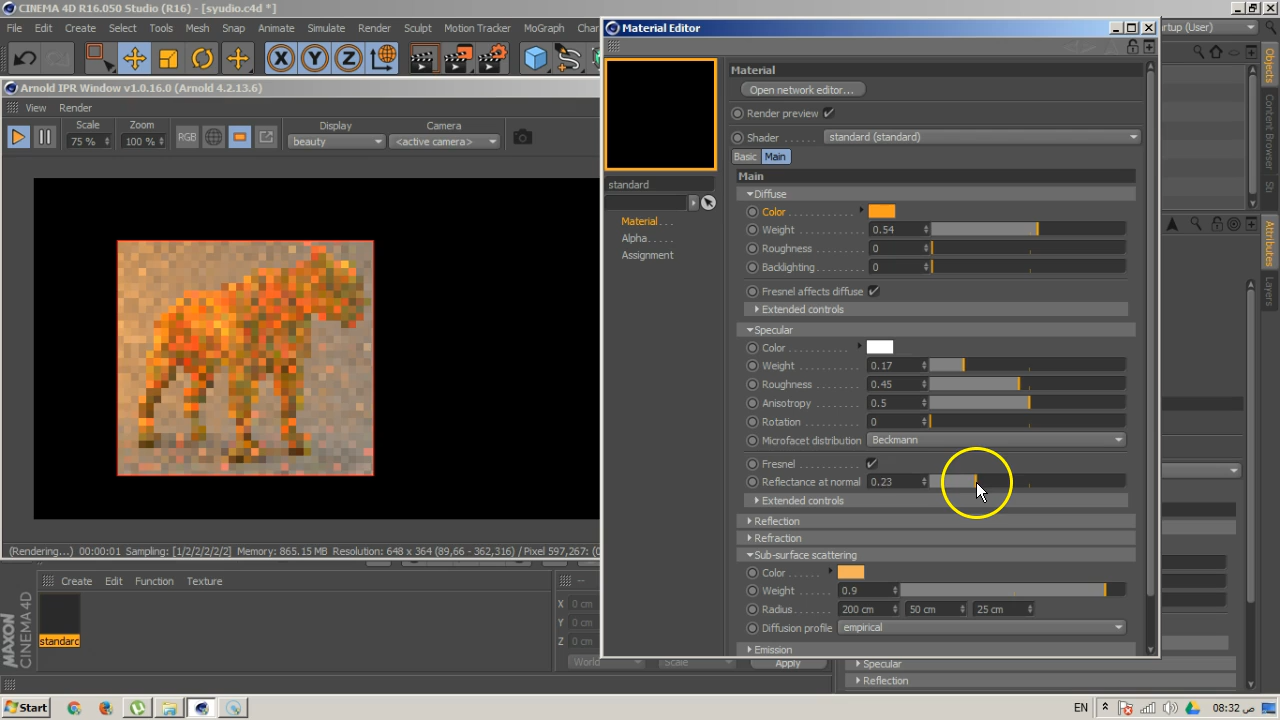 CINEMA 4D R16.050 Studio (R16) - [syudio.c4d *]
File Edit Create Select Tools Mesh Snap Animate Simulate Render Sculpt Motion Tracker MoGraph
Startup (User)
Material Editor
X Y Z
Arnold IPR Window v1.0.16.0 (Arnold 4.2.13.6)
View Render
Scale Zoom Display Camera
75 % 100 % RGB beauty <active camera>
Material
Open network editor...
Render preview
Shader standard (standard)
Basic Main
Main
standard
Material
Alpha
Assignment
Diffuse
Color
Weight 0.54
Roughness 0
Backlighting 0
Fresnel affects diffuse
Extended controls
Specular
Color
Weight 0.17
Roughness 0.45
Anisotropy 0.5
Rotation 0
Microfacet distribution Beckmann
Fresnel
Reflectance at normal 0.23
Extended controls
Reflection
Refraction
Sub-surface scattering
Color
Weight 0.9
Radius 200 cm 50 cm 25 cm
Diffusion profile empirical
Emission
Objects
Content Browser
Attributes
Layers
(Rendering...) 00:00:01 Sampling: [1/2/2/2/2/2] Memory: 865.15 MB Resolution: 648 x 364 (89,66 - 362,316) / Pixel 597,267:
Create Edit Function Texture
standard
X 0 cm
Y 0 cm
Z 0 cm
World Scale Apply
Specular
Reflection
MAXON
CINEMA 4D
Start EN 08:32 ص